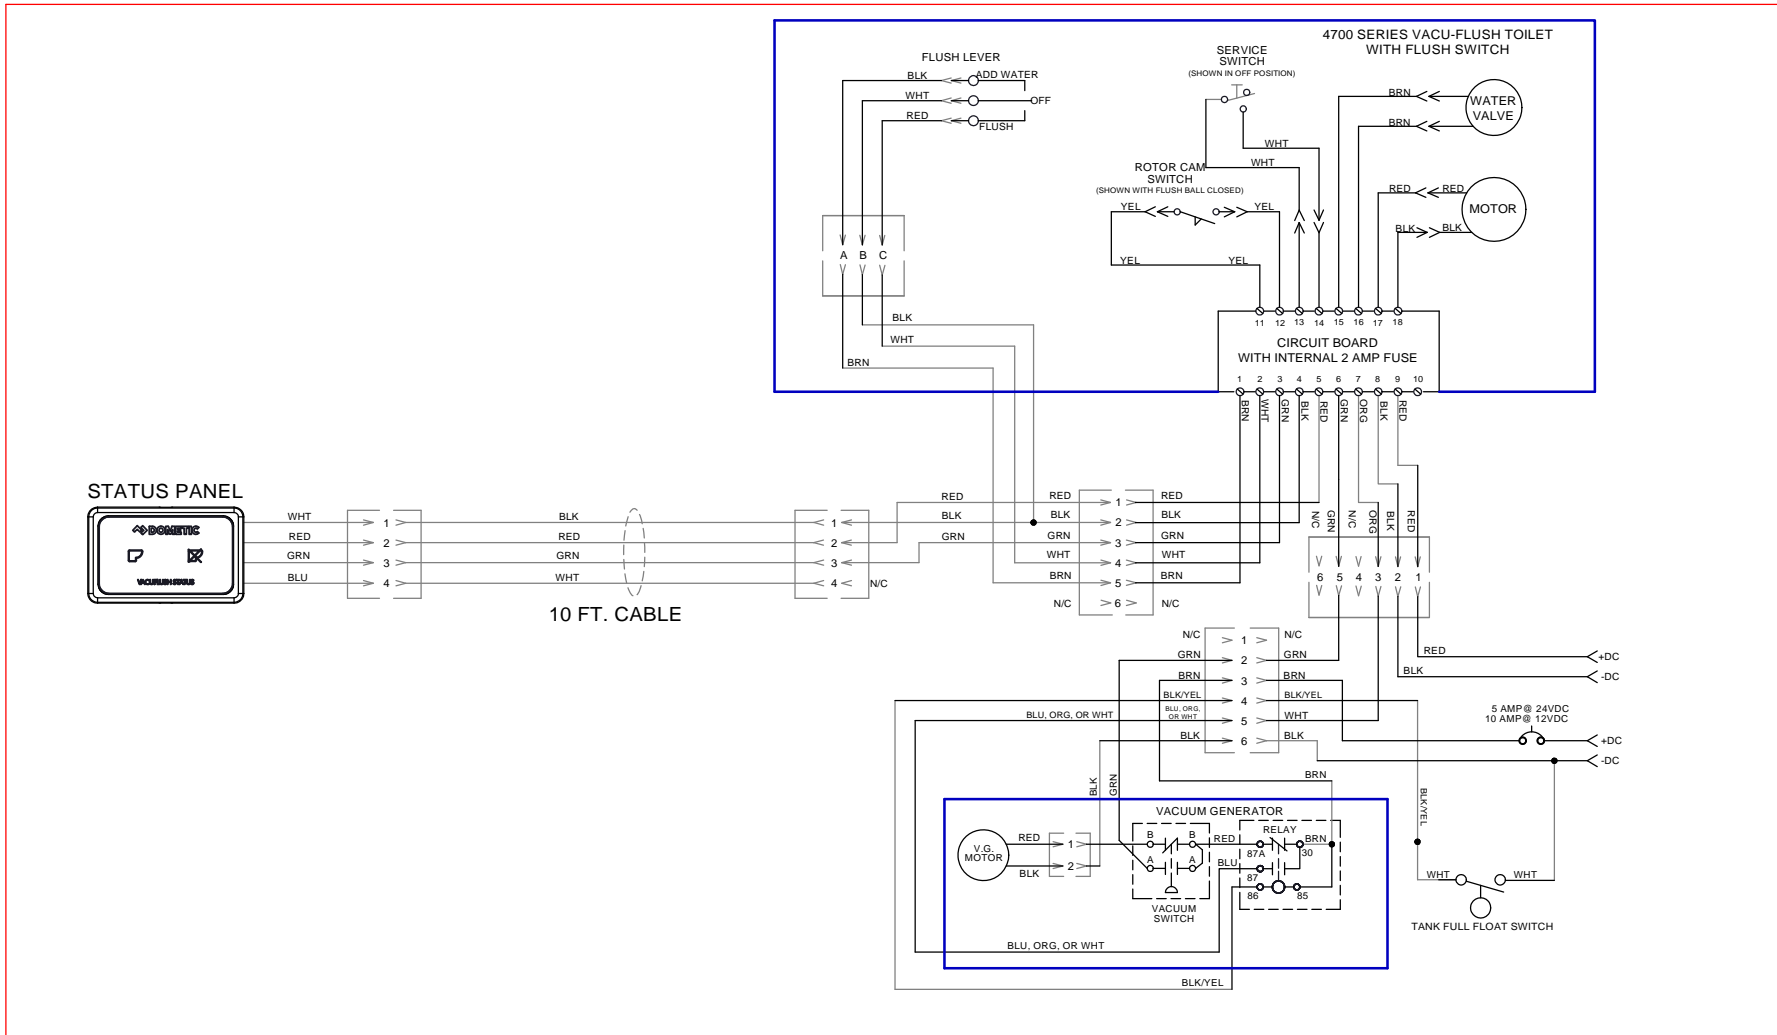 4700 SERIES VACU-FLUSH TOILET
WITH FLUSH SWITCH
FLUSH LEVER
BLK
ADD WATER
WHT
OFF
RED
FLUSH
SERVICE
SWITCH
(SHOWN IN OFF POSITION)
WHT
WHT
BRN
BRN
WATER
VALVE
ROTOR CAM
SWITCH
(SHOWN WITH FLUSH BALL CLOSED)
YEL
YEL
YEL
YEL
RED
RED
BLK
BLK
MOTOR
A B C
BLK
WHT
BRN
11 12 13 14 15 16 17 18
CIRCUIT BOARD
WITH INTERNAL 2 AMP FUSE
1 2 3 4 5 6 7 8 9 10
BRN WHT GRN BLK RED GRN ORG BLK RED
STATUS PANEL
DOMETIC
VACUFLUSH STATUS
WHT 1 BLK 1 BLK
RED 2 RED 2 RED
GRN 3 GRN 3 GRN
BLU 4 WHT 4 N/C
10 FT. CABLE
RED 1 RED
BLK 2 BLK
GRN 3 GRN
WHT 4 WHT
BRN 5 BRN
N/C 6 N/C
N/C GRN N/C ORG BLK RED
6 5 4 3 2 1
N/C 1 N/C
GRN 2 GRN
BRN 3 BRN
BLK/YEL 4 BLK/YEL
BLU, ORG, OR WHT
BLU, ORG,
OR WHT
5 WHT
BLK 6 BLK
RED
+DC
BLK
-DC
5 AMP@ 24VDC
10 AMP@ 12VDC
+DC
-DC
BLK
GRN
BRN
BLK/YEL
VACUUM GENERATOR
V.G.
MOTOR
RED
BLK
1
2
B B
A A
VACUUM
SWITCH
RED
BLU
RELAY
87A
30
BRN
87
86
85
WHT
WHT
TANK FULL FLOAT SWITCH
BLU, ORG, OR WHT
BLK/YEL